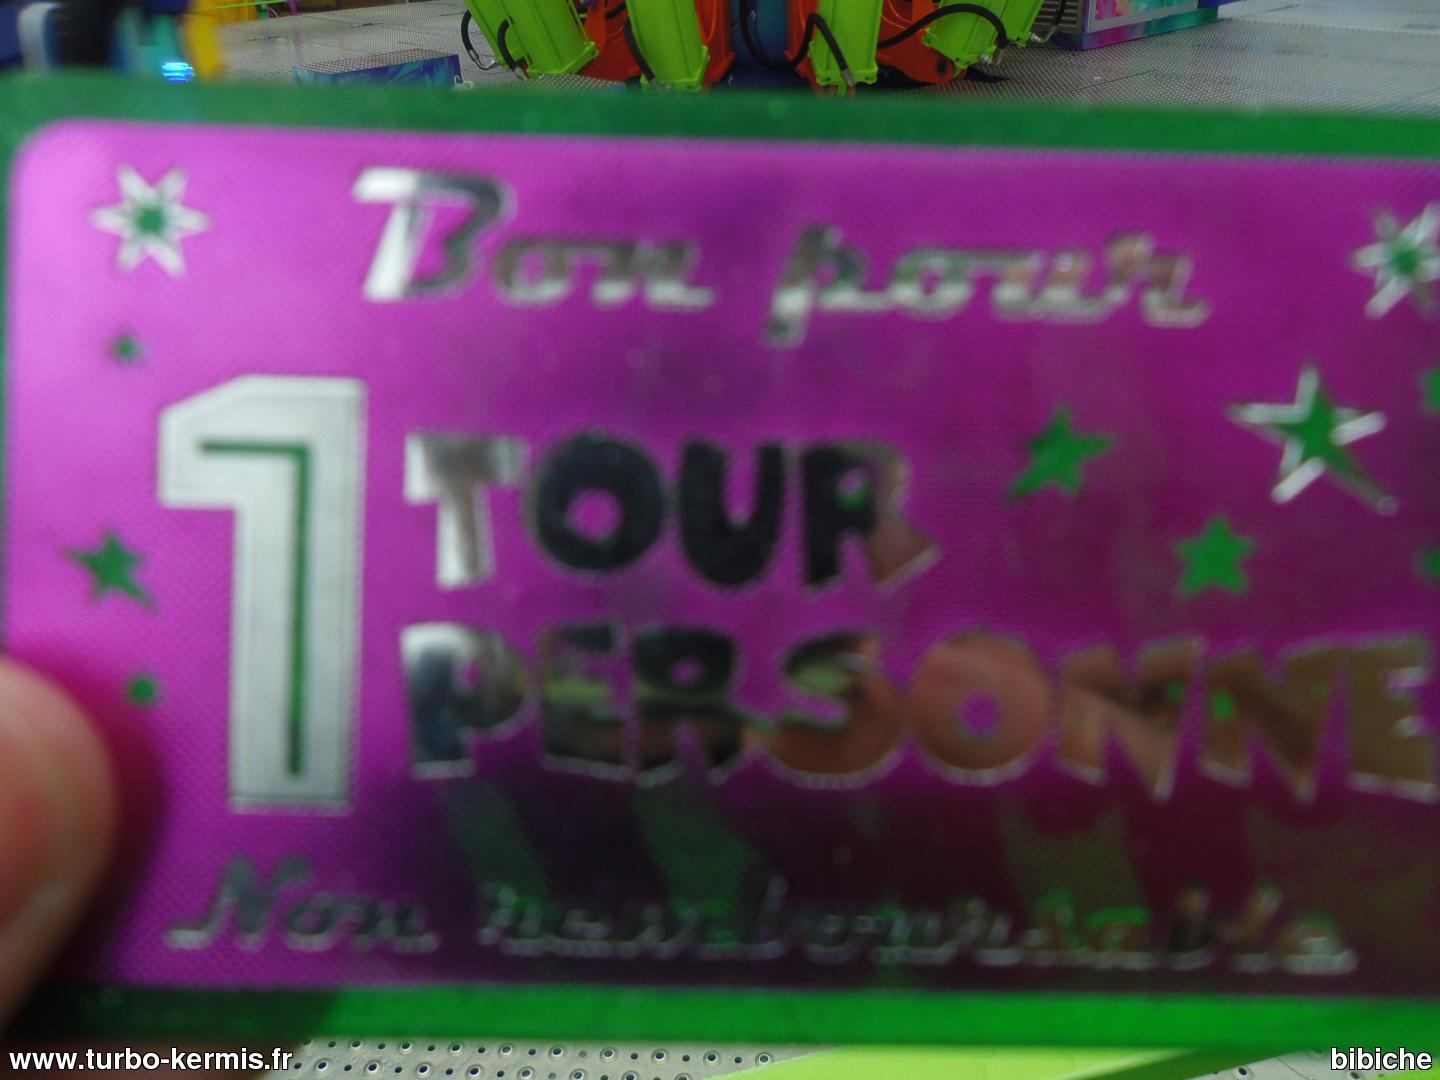 Bon pour
1 TOUR
PERSONNE
Non remboursable
www.turbo-kermis.fr
bibiche